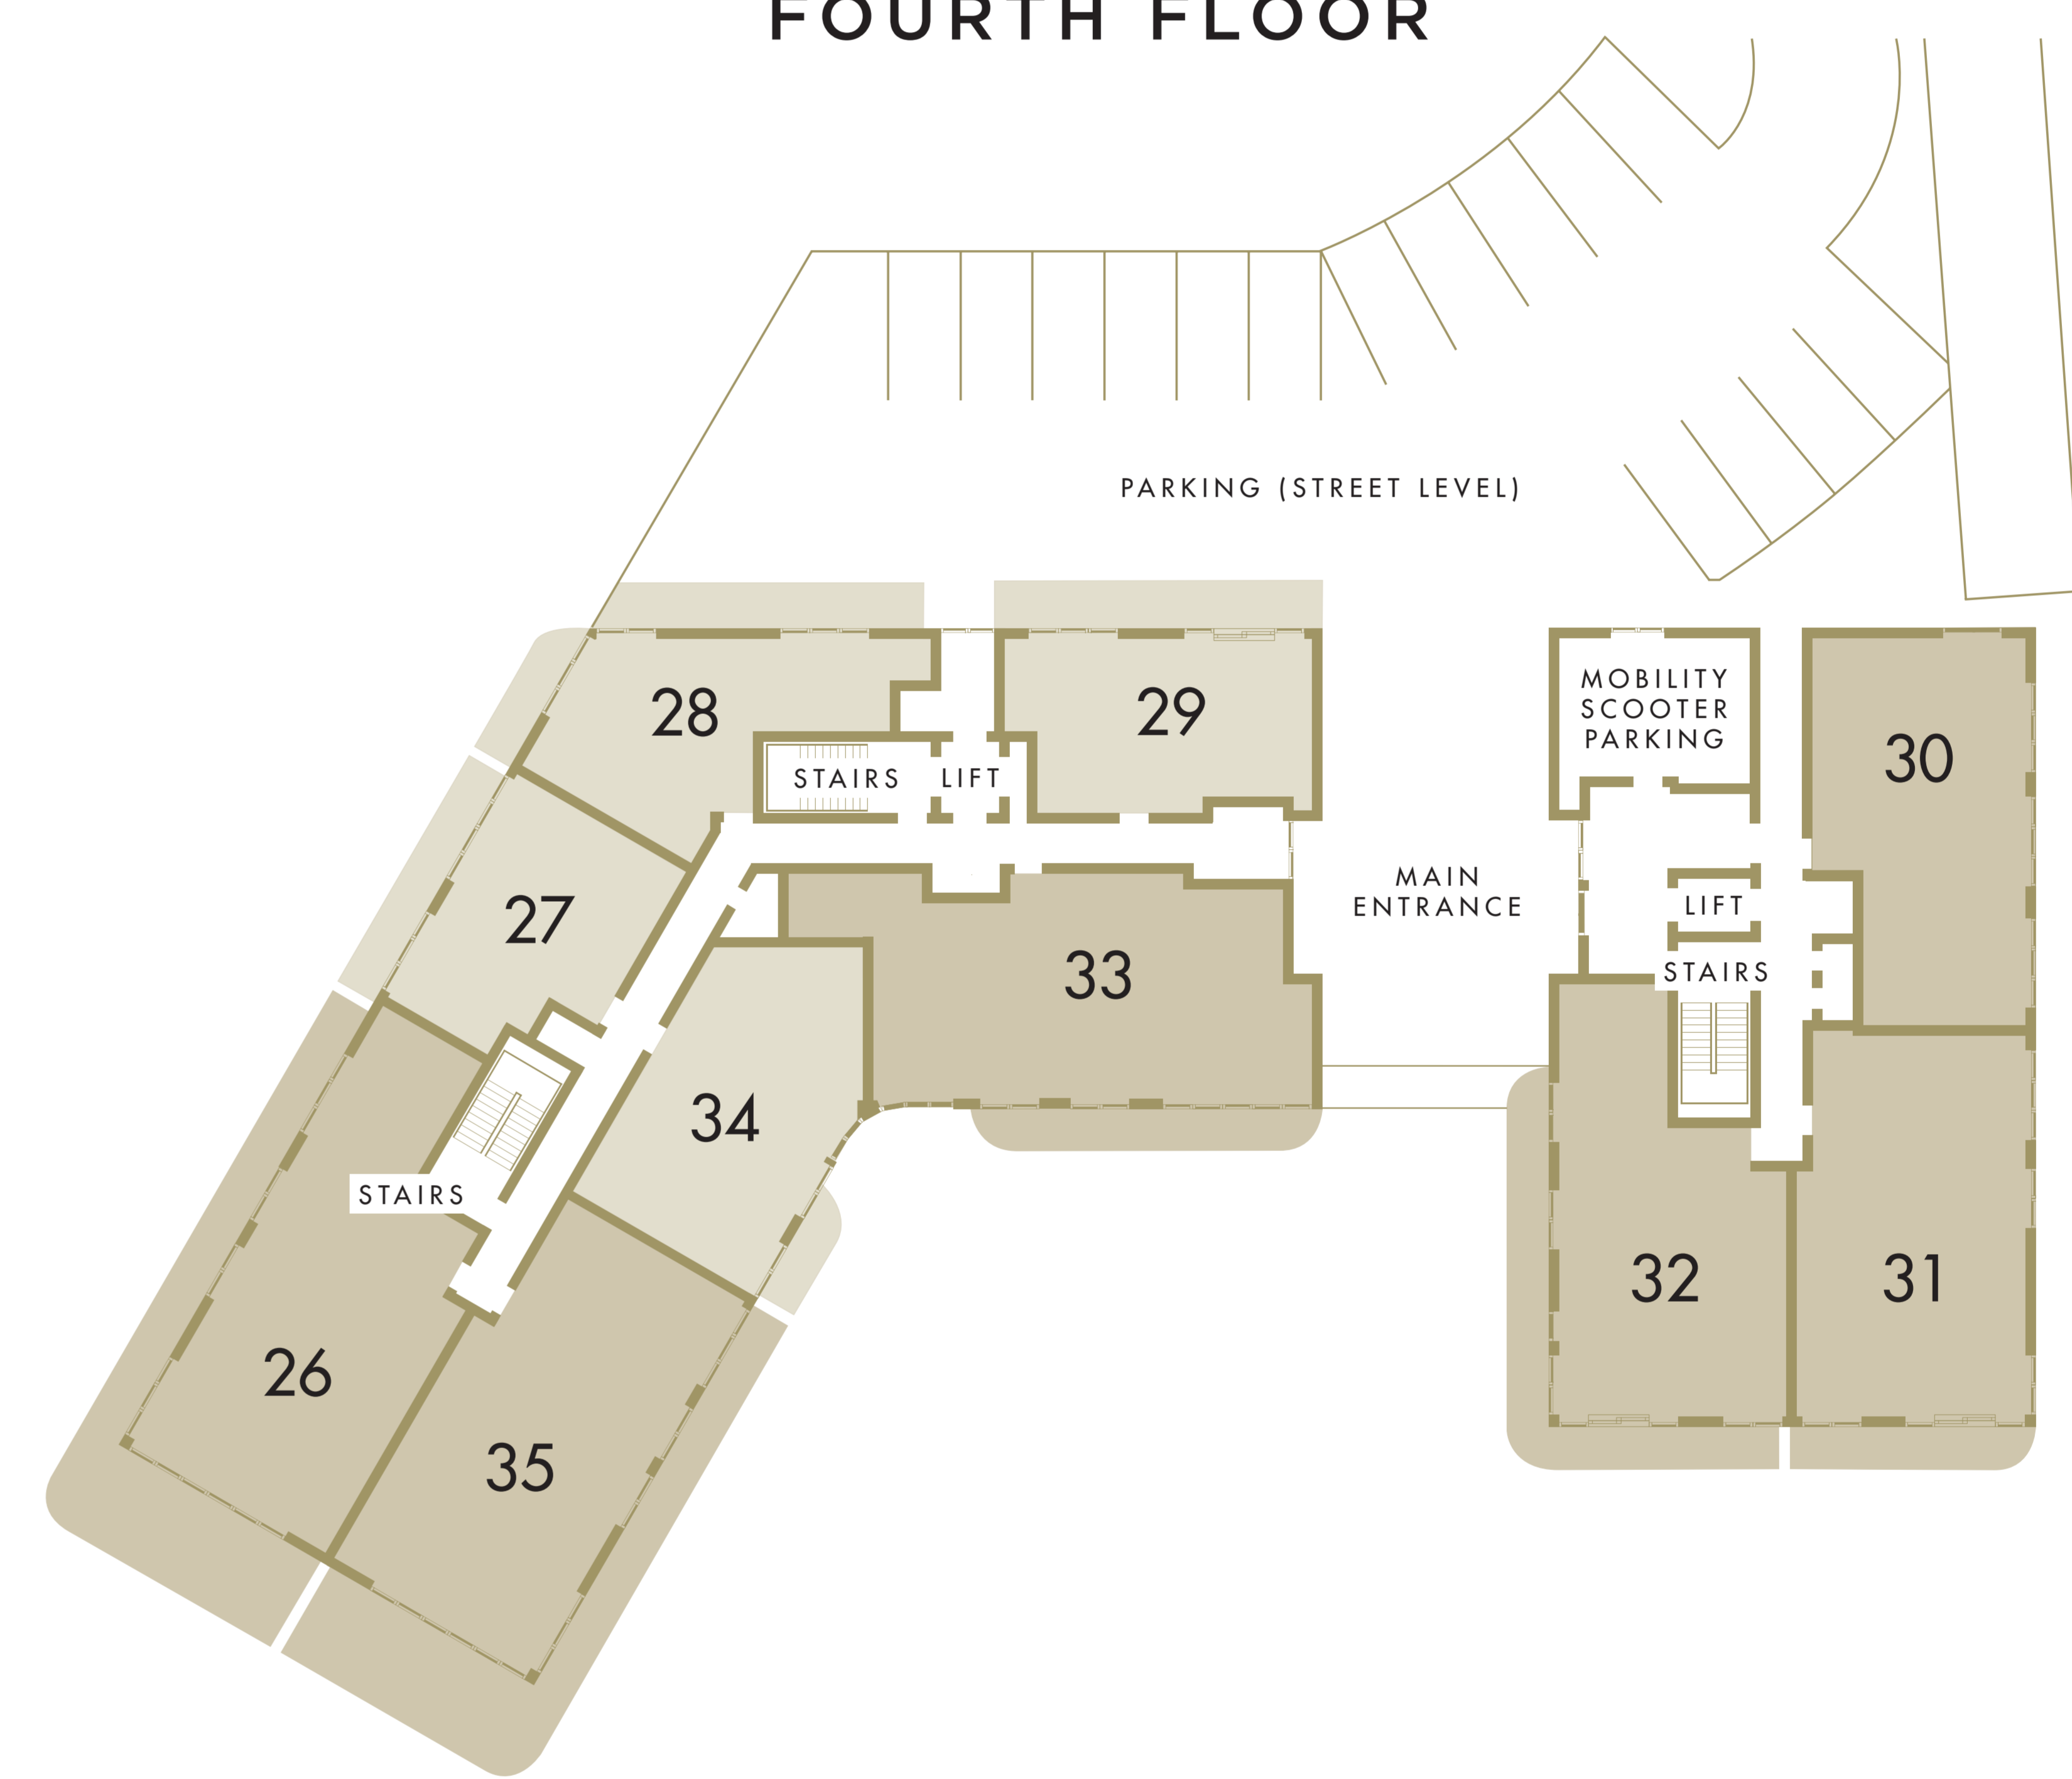 FOURTH FLOOR
PARKING (STREET LEVEL)
MOBILITY
SCOOTER
PARKING
28
29
30
STAIRS
LIFT
27
MAIN
ENTRANCE
LIFT
33
STAIRS
34
STAIRS
32
31
26
35